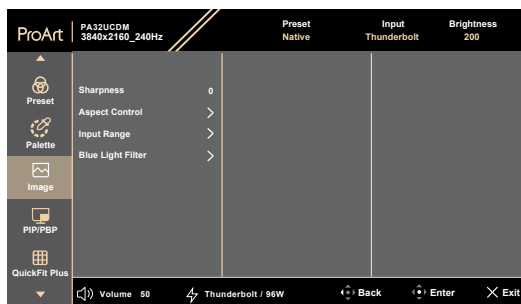 ProArt
PA32UCDM
3840x2160_240Hz
Preset
Native
Input
Thunderbolt
Brightness
200
Preset
Palette
Image
PIP/PBP
QuickFit Plus
Sharpness 0
Aspect Control
Input Range
Blue Light Filter
Volume 50 Thunderbolt / 96W Back Enter Exit